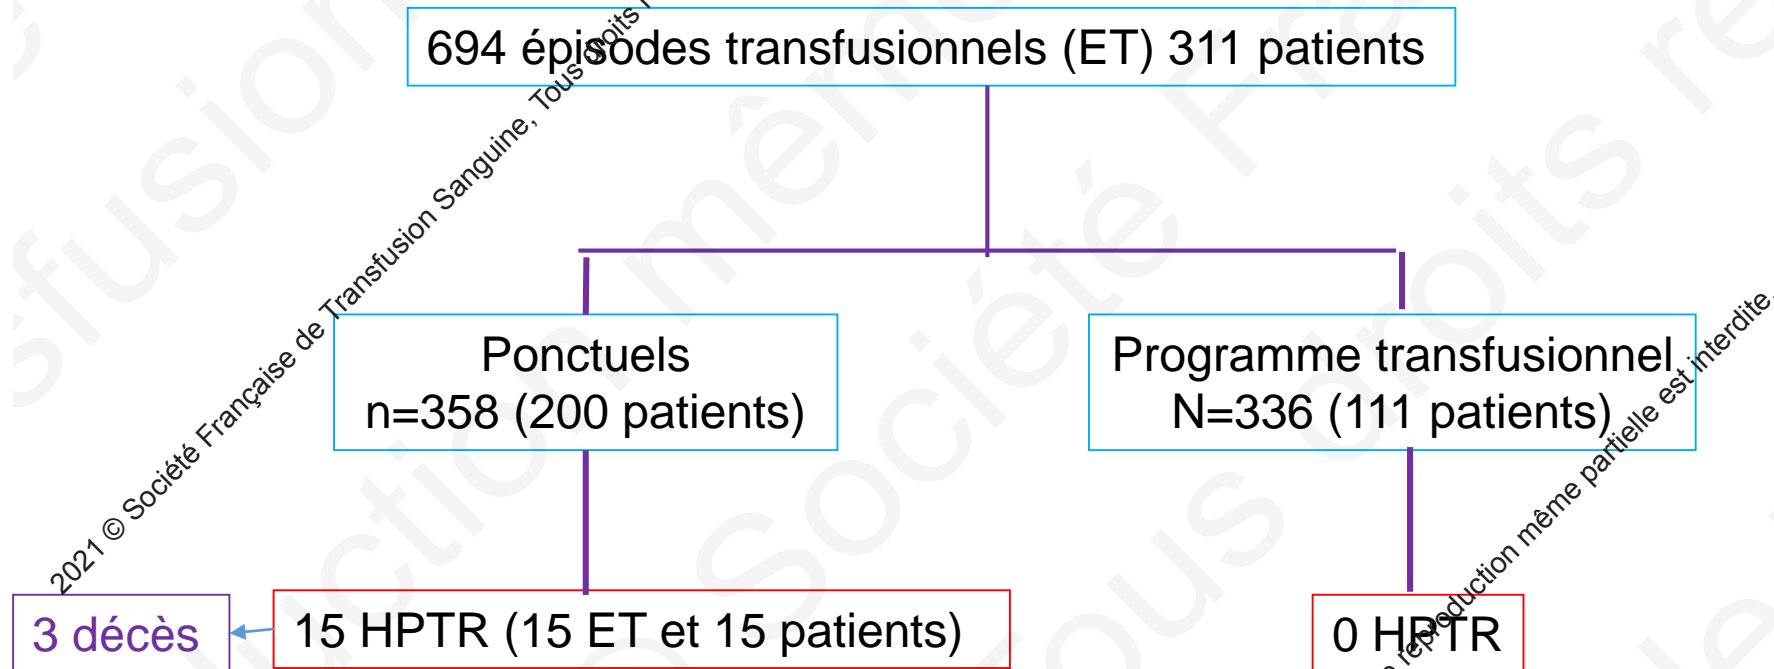 694 épisodes transfusionnels (ET) 311 patients
Ponctuels
n=358 (200 patients)
Programme transfusionnel
N=336 (111 patients)
3 décès
15 HPTR (15 ET et 15 patients)
0 HPTR
2021 © Société Française de Transfusion Sanguine, Tous droits
reproduction même partielle est interdite.